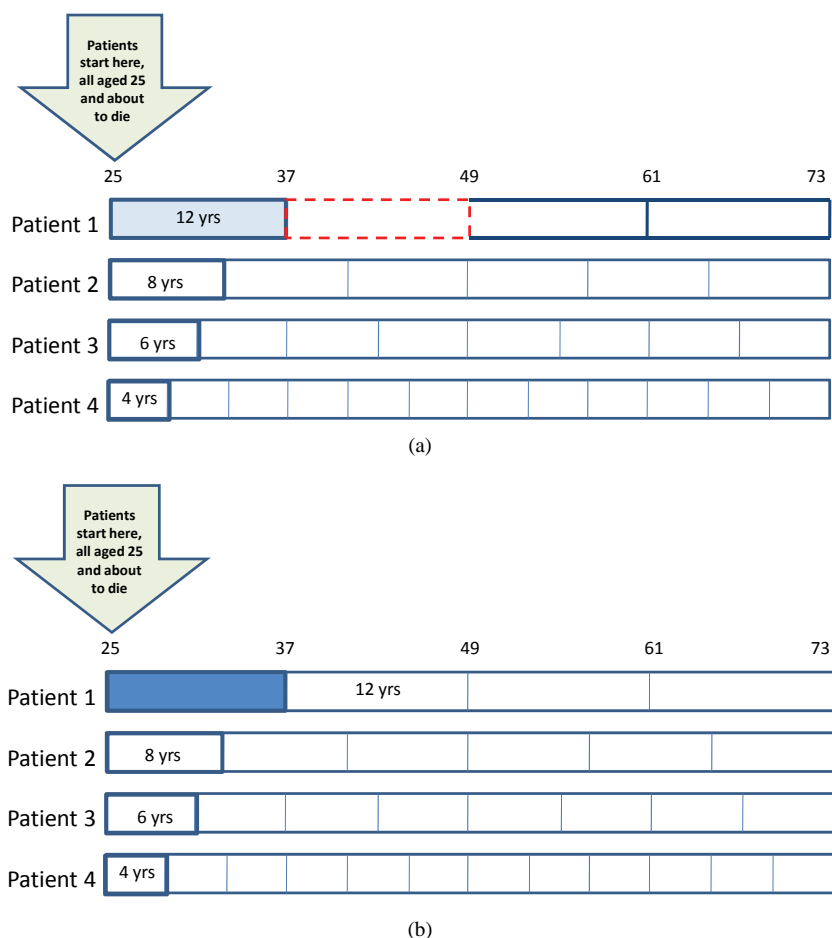 Patients
start here,
all aged 25
and about
to die
25 37 49 61 73
Patient 1 12 yrs
Patient 2 8 yrs
Patient 3 6 yrs
Patient 4 4 yrs
(a)
Patients
start here,
all aged 25
and about
to die
25 37 49 61 73
Patient 1 12 yrs
Patient 2 8 yrs
Patient 3 6 yrs
Patient 4 4 yrs
(b)